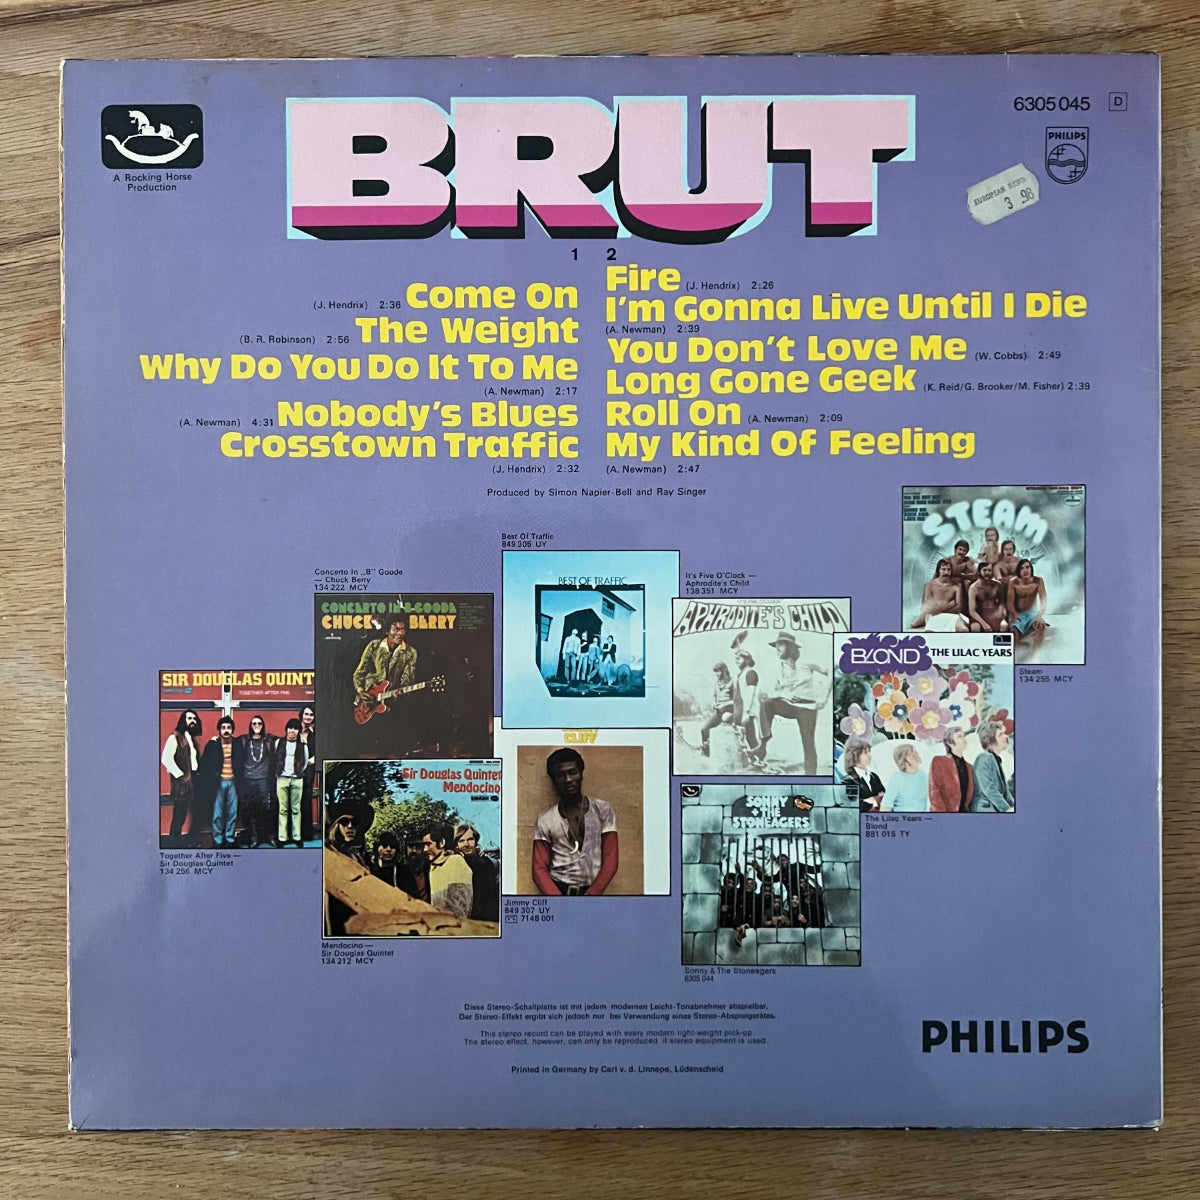 BRUT
6305 045 D
PHILIPS
A Rocking Horse
Production
EUROPEAN NEWS
3 98
1 2
(J. Hendrix) 2:36 Come On
(B. R. Robinson) 2:56 The Weight
Why Do You Do It To Me
(A. Newman) 2:17
(A. Newman) 4:31 Nobody's Blues
Crosstown Traffic
(J. Hendrix) 2:32
Fire (J. Hendrix) 2:26
I'm Gonna Live Until I Die
(A. Newman) 2:39
You Don't Love Me (W. Cobbs) 2:49
Long Gone Geek (K. Reid/G. Brooker/M. Fisher) 2:39
Roll On (A. Newman) 2:09
My Kind Of Feeling
(A. Newman) 2:47
Produced by Simon Napier-Bell and Ray Singer
STEAM
Steam
134 255 MCY
Best Of Traffic
849 306 UY
BEST OF TRAFFIC
Concerto In „B" Goode
— Chuck Berry
134 222 MCY
CONCERTO IN B-GOODE
CHUCK BERRY
It's Five O'Clock —
Aphrodite's Child
138 351 MCY
IT'S FIVE O'CLOCK
APHRODITE'S CHILD
BLOND THE LILAC YEARS
The Lilac Years —
Blond
881 015 TY
SIR DOUGLAS QUINT
TOGETHER AFTER FIVE
Together After Five —
Sir Douglas Quintet
134 256 MCY
Sir Douglas Quintet
Mendocino
Mendocino —
Sir Douglas Quintet
134 212 MCY
CLIFF
Jimmy Cliff
849 307 UY
714B 001
SONNY
+ THE
STONEAGERS
Sonny & The Stoneagers
6305 044
Diese Stereo-Schallplatte ist mit jedem modernen Leicht-Tonabnehmer abspielbar.
Der Stereo-Effekt ergibt sich jedoch nur bei Verwendung eines Stereo-Abspielgerätes.
This stereo record can be played with every modern light-weight pick-up.
The stereo effect, however, can only be reproduced if stereo equipment is used.
PHILIPS
Printed in Germany by Carl v. d. Linnepe, Lüdenscheid